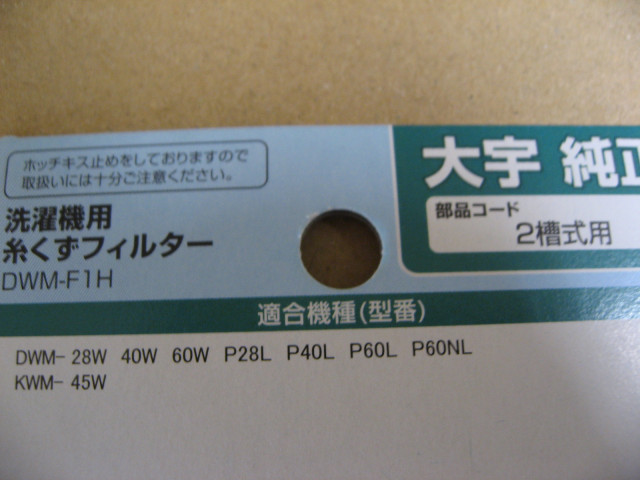 ホッチキス止めをしておりますので
取扱いには十分ご注意ください。
大宇 純正
部品コード
2槽式用
洗濯機用
糸くずフィルター
DWM-F1H
適合機種(型番)
DWM- 28W 40W 60W P28L P40L P60L P60NL
KWM- 45W